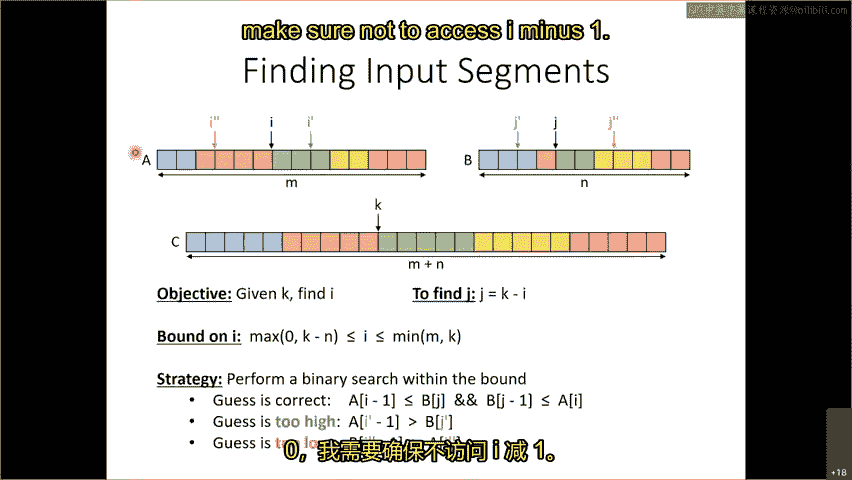 make sure not to access i minus 1.
Finding Input Segments
i'' i i' j' j j''
A B
m n
k
C
m + n
Objective: Given k, find i To find j: j = k - i
Bound on i: max(0, k - n) ≤ i ≤ min(m, k)
Strategy: Perform a binary search within the bound
• Guess is correct: A[i - 1] ≤ B[j] && B[j - 1] ≤ A[i]
• Guess is too high: A[i' - 1] > B[j']
• Guess is
0，我需要确保不访问 i 减 1。
+18